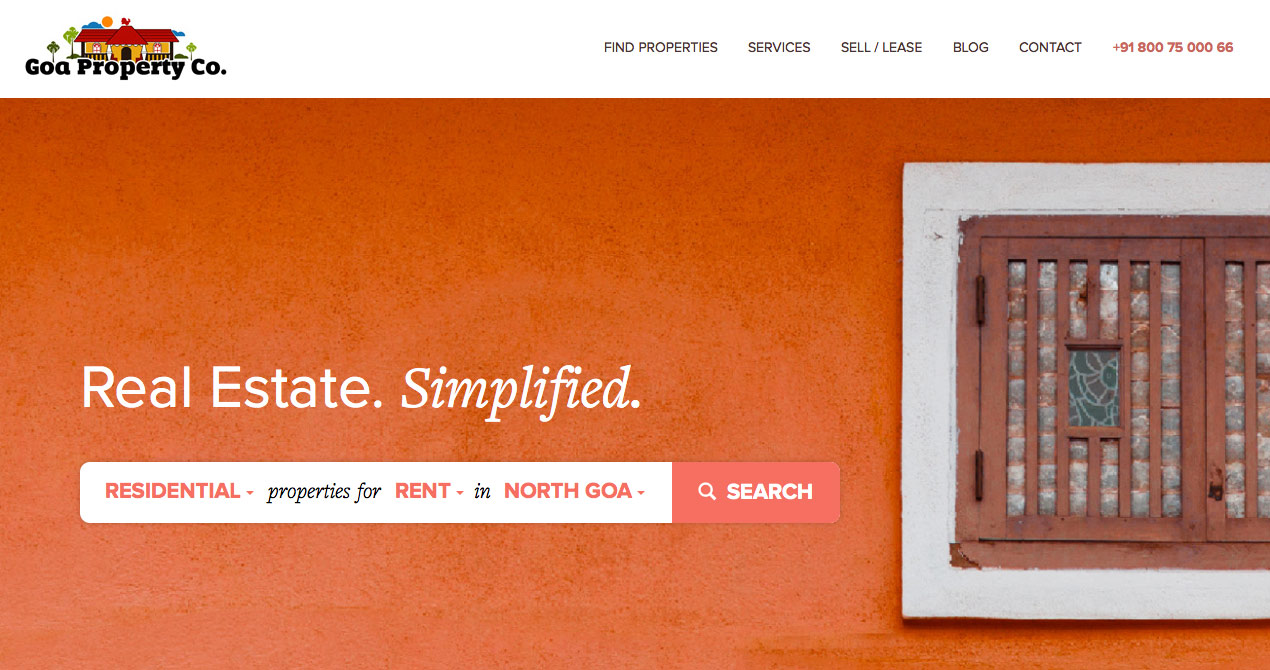 Goa Property Co.
FIND PROPERTIES SERVICES SELL / LEASE BLOG CONTACT +91 800 75 000 66
Real Estate. Simplified.
RESIDENTIAL properties for RENT in NORTH GOA SEARCH